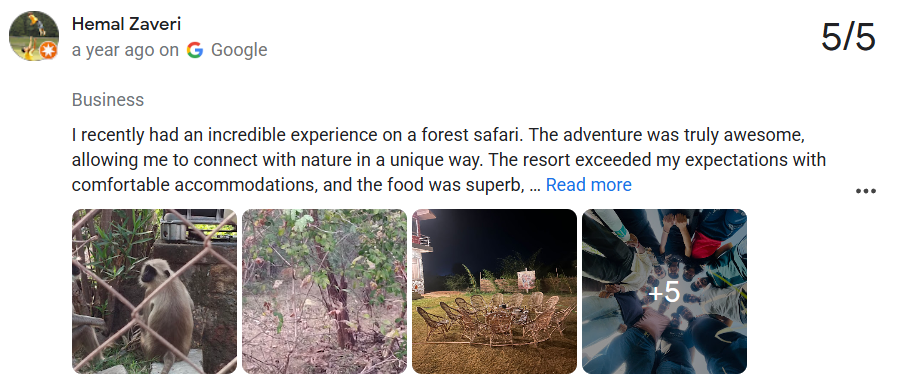 Hemal Zaveri
5/5
a year ago on Google
Business
I recently had an incredible experience on a forest safari. The adventure was truly awesome,
allowing me to connect with nature in a unique way. The resort exceeded my expectations with
comfortable accommodations, and the food was superb, ... Read more
+5